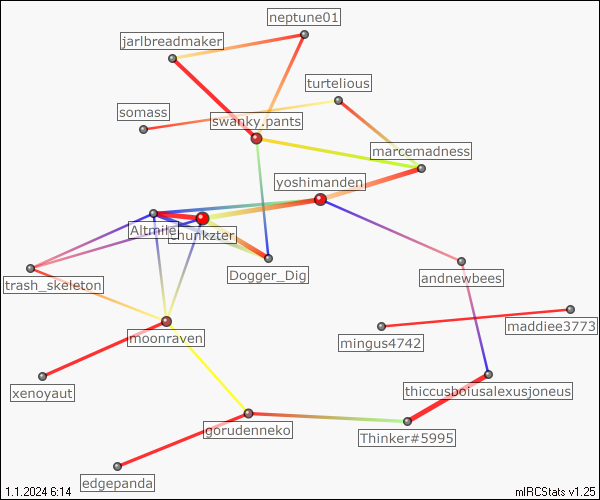 neptune01
jarlbreadmaker
turtelious
somass
swanky.pants
marcemadness
yoshimanden
Altmile
chunkzter
Dogger_Dig
trash_skeleton
andnewbees
maddiee3773
moonraven
mingus4742
xenoyaut
thiccusboiusalexusjoneus
gorudenneko
Thinker#5995
edgepanda
1.1.2024 6:14
mIRCStats v1.25